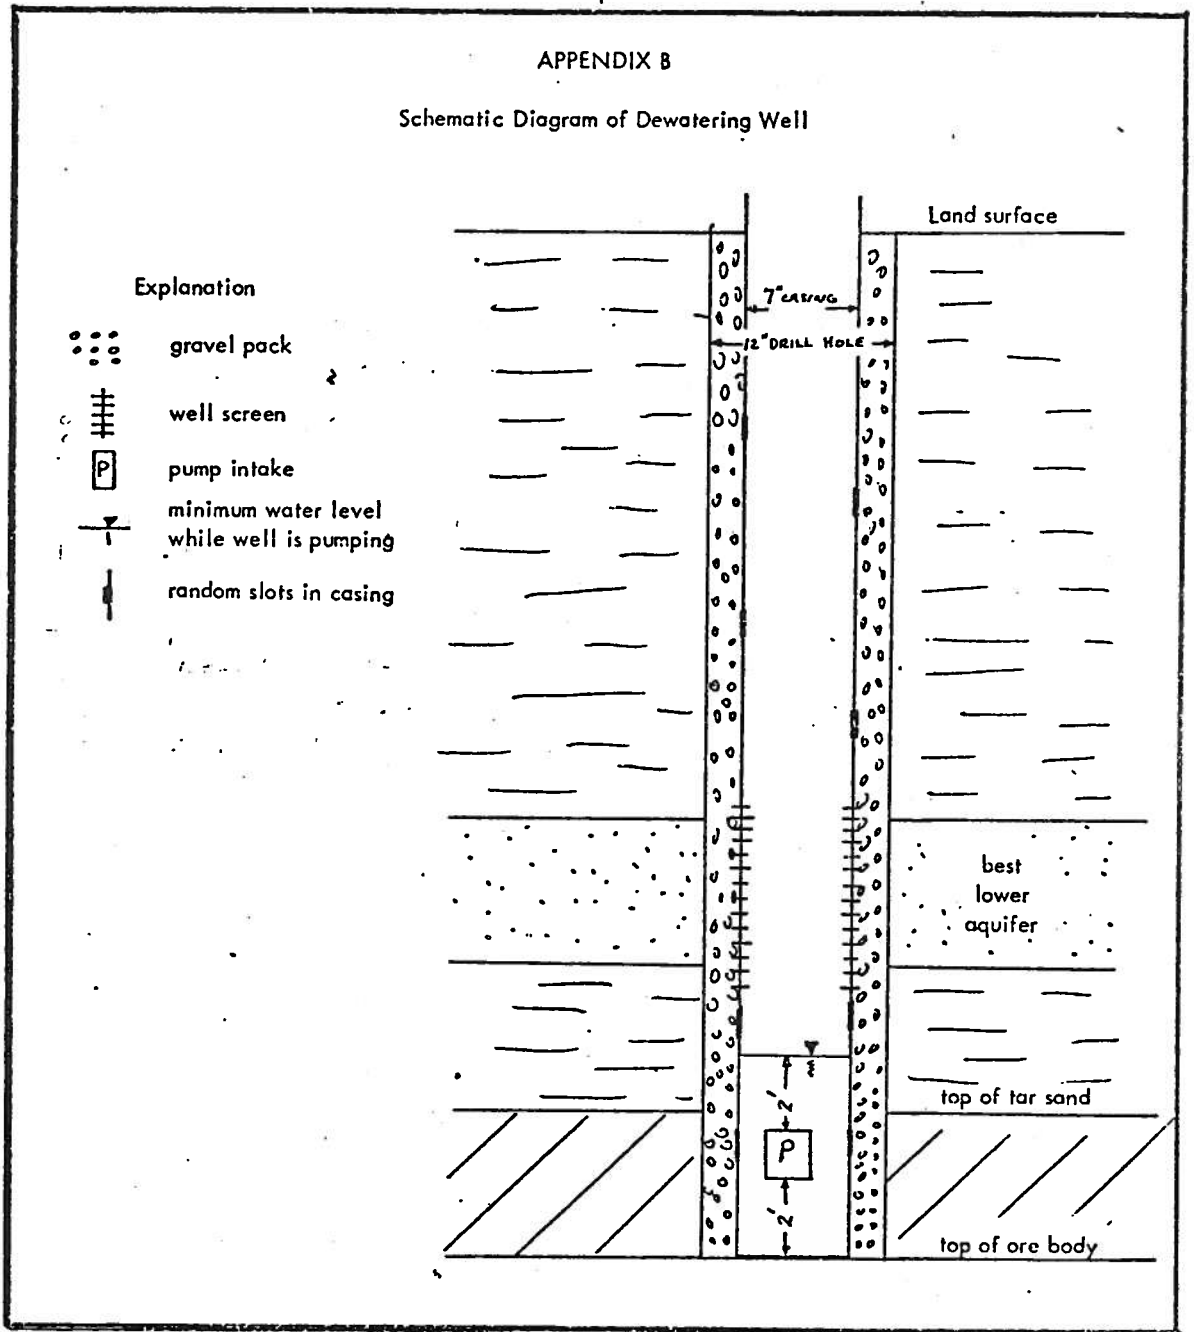 APPENDIX B
Schematic Diagram of Dewatering Well
Land surface
Explanation
gravel pack
well screen
P
pump intake
minimum water level
while well is pumping
random slots in casing
7" CASING
12" DRILL HOLE
best
lower
aquifer
top of tar sand
2'
P
2'
top of ore body